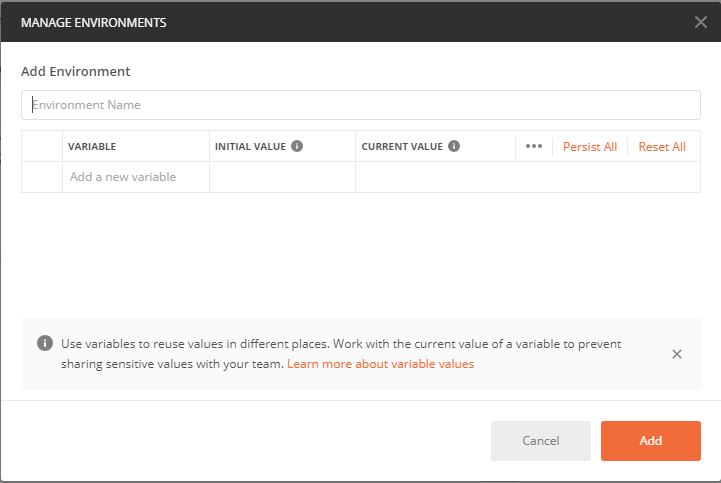 MANAGE ENVIRONMENTS
Add Environment
Environment Name
VARIABLE INITIAL VALUE CURRENT VALUE Persist All Reset All
Add a new variable
Use variables to reuse values in different places. Work with the current value of a variable to prevent
sharing sensitive values with your team. Learn more about variable values
Cancel Add